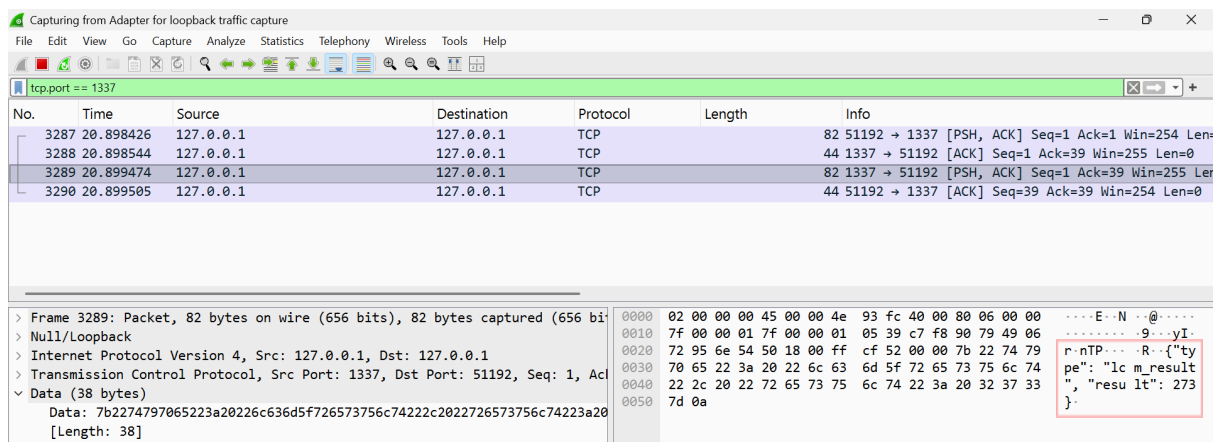 Capturing from Adapter for loopback traffic capture
File Edit View Go Capture Analyze Statistics Telephony Wireless Tools Help
tcp.port == 1337
No. Time Source Destination Protocol Length Info
3287 20.898426 127.0.0.1 127.0.0.1 TCP 82 51192 → 1337 [PSH, ACK] Seq=1 Ack=1 Win=254 Len=
3288 20.898544 127.0.0.1 127.0.0.1 TCP 44 1337 → 51192 [ACK] Seq=1 Ack=39 Win=255 Len=0
3289 20.899474 127.0.0.1 127.0.0.1 TCP 82 1337 → 51192 [PSH, ACK] Seq=1 Ack=39 Win=255 Len
3290 20.899505 127.0.0.1 127.0.0.1 TCP 44 51192 → 1337 [ACK] Seq=39 Ack=39 Win=254 Len=0
Frame 3289: Packet, 82 bytes on wire (656 bits), 82 bytes captured (656 bi
Null/Loopback
Internet Protocol Version 4, Src: 127.0.0.1, Dst: 127.0.0.1
Transmission Control Protocol, Src Port: 1337, Dst Port: 51192, Seq: 1, Acl
Data (38 bytes)
Data: 7b2274797065223a20226c636d5f726573756c74222c2022726573756c74223a20
[Length: 38]
0000 02 00 00 00 45 00 00 4e 93 fc 40 00 80 06 00 00 ····E··N ··@·····
0010 7f 00 00 01 7f 00 00 01 05 39 c7 f8 90 79 49 06 ········ ·9···yI·
0020 72 95 6e 54 50 18 00 ff cf 52 00 00 7b 22 74 79 r·nTP··· ·R··{"ty
0030 70 65 22 3a 20 22 6c 63 6d 5f 72 65 73 75 6c 74 pe": "lc m_result
0040 22 2c 20 22 72 65 73 75 6c 74 22 3a 20 32 37 33 ", "resu lt": 273
0050 7d 0a }·